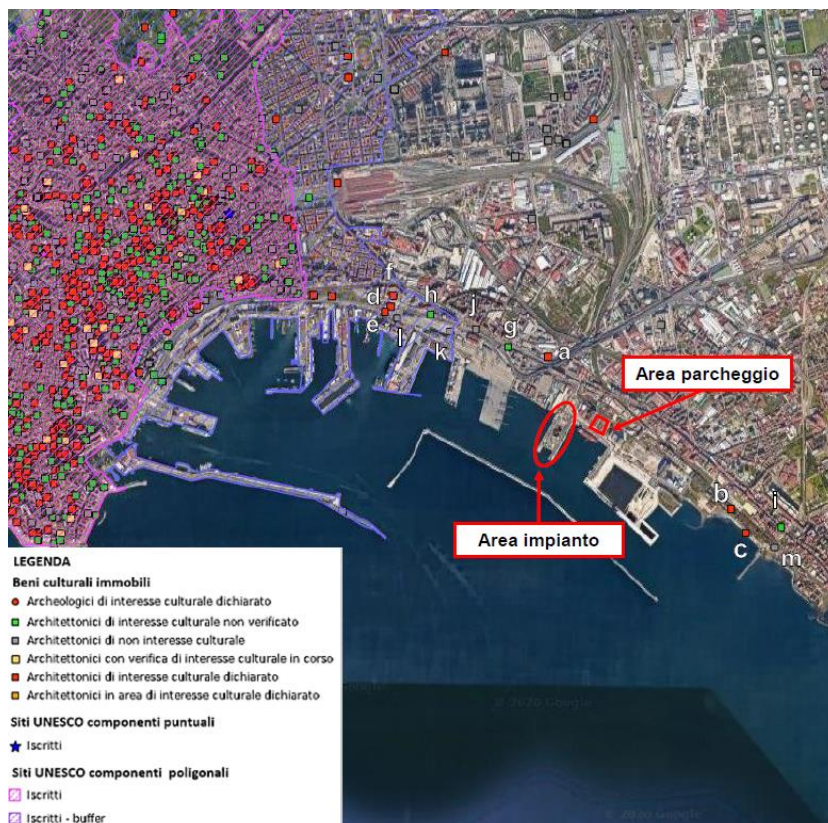 f
d
h
e
l
j
k
g
a
Area parcheggio
b
i
c
m
Area impianto
LEGENDA
Beni culturali immobili
Archeologici di interesse culturale dichiarato
Architettonici di interesse culturale non verificato
Architettonici di non interesse culturale
Architettonici con verifica di interesse culturale in corso
Architettonici di interesse culturale dichiarato
Architettonici in area di interesse culturale dichiarato
Siti UNESCO componenti puntuali
Iscritti
Siti UNESCO componenti poligonali
Iscritti
Iscritti - buffer
© 2020 Google